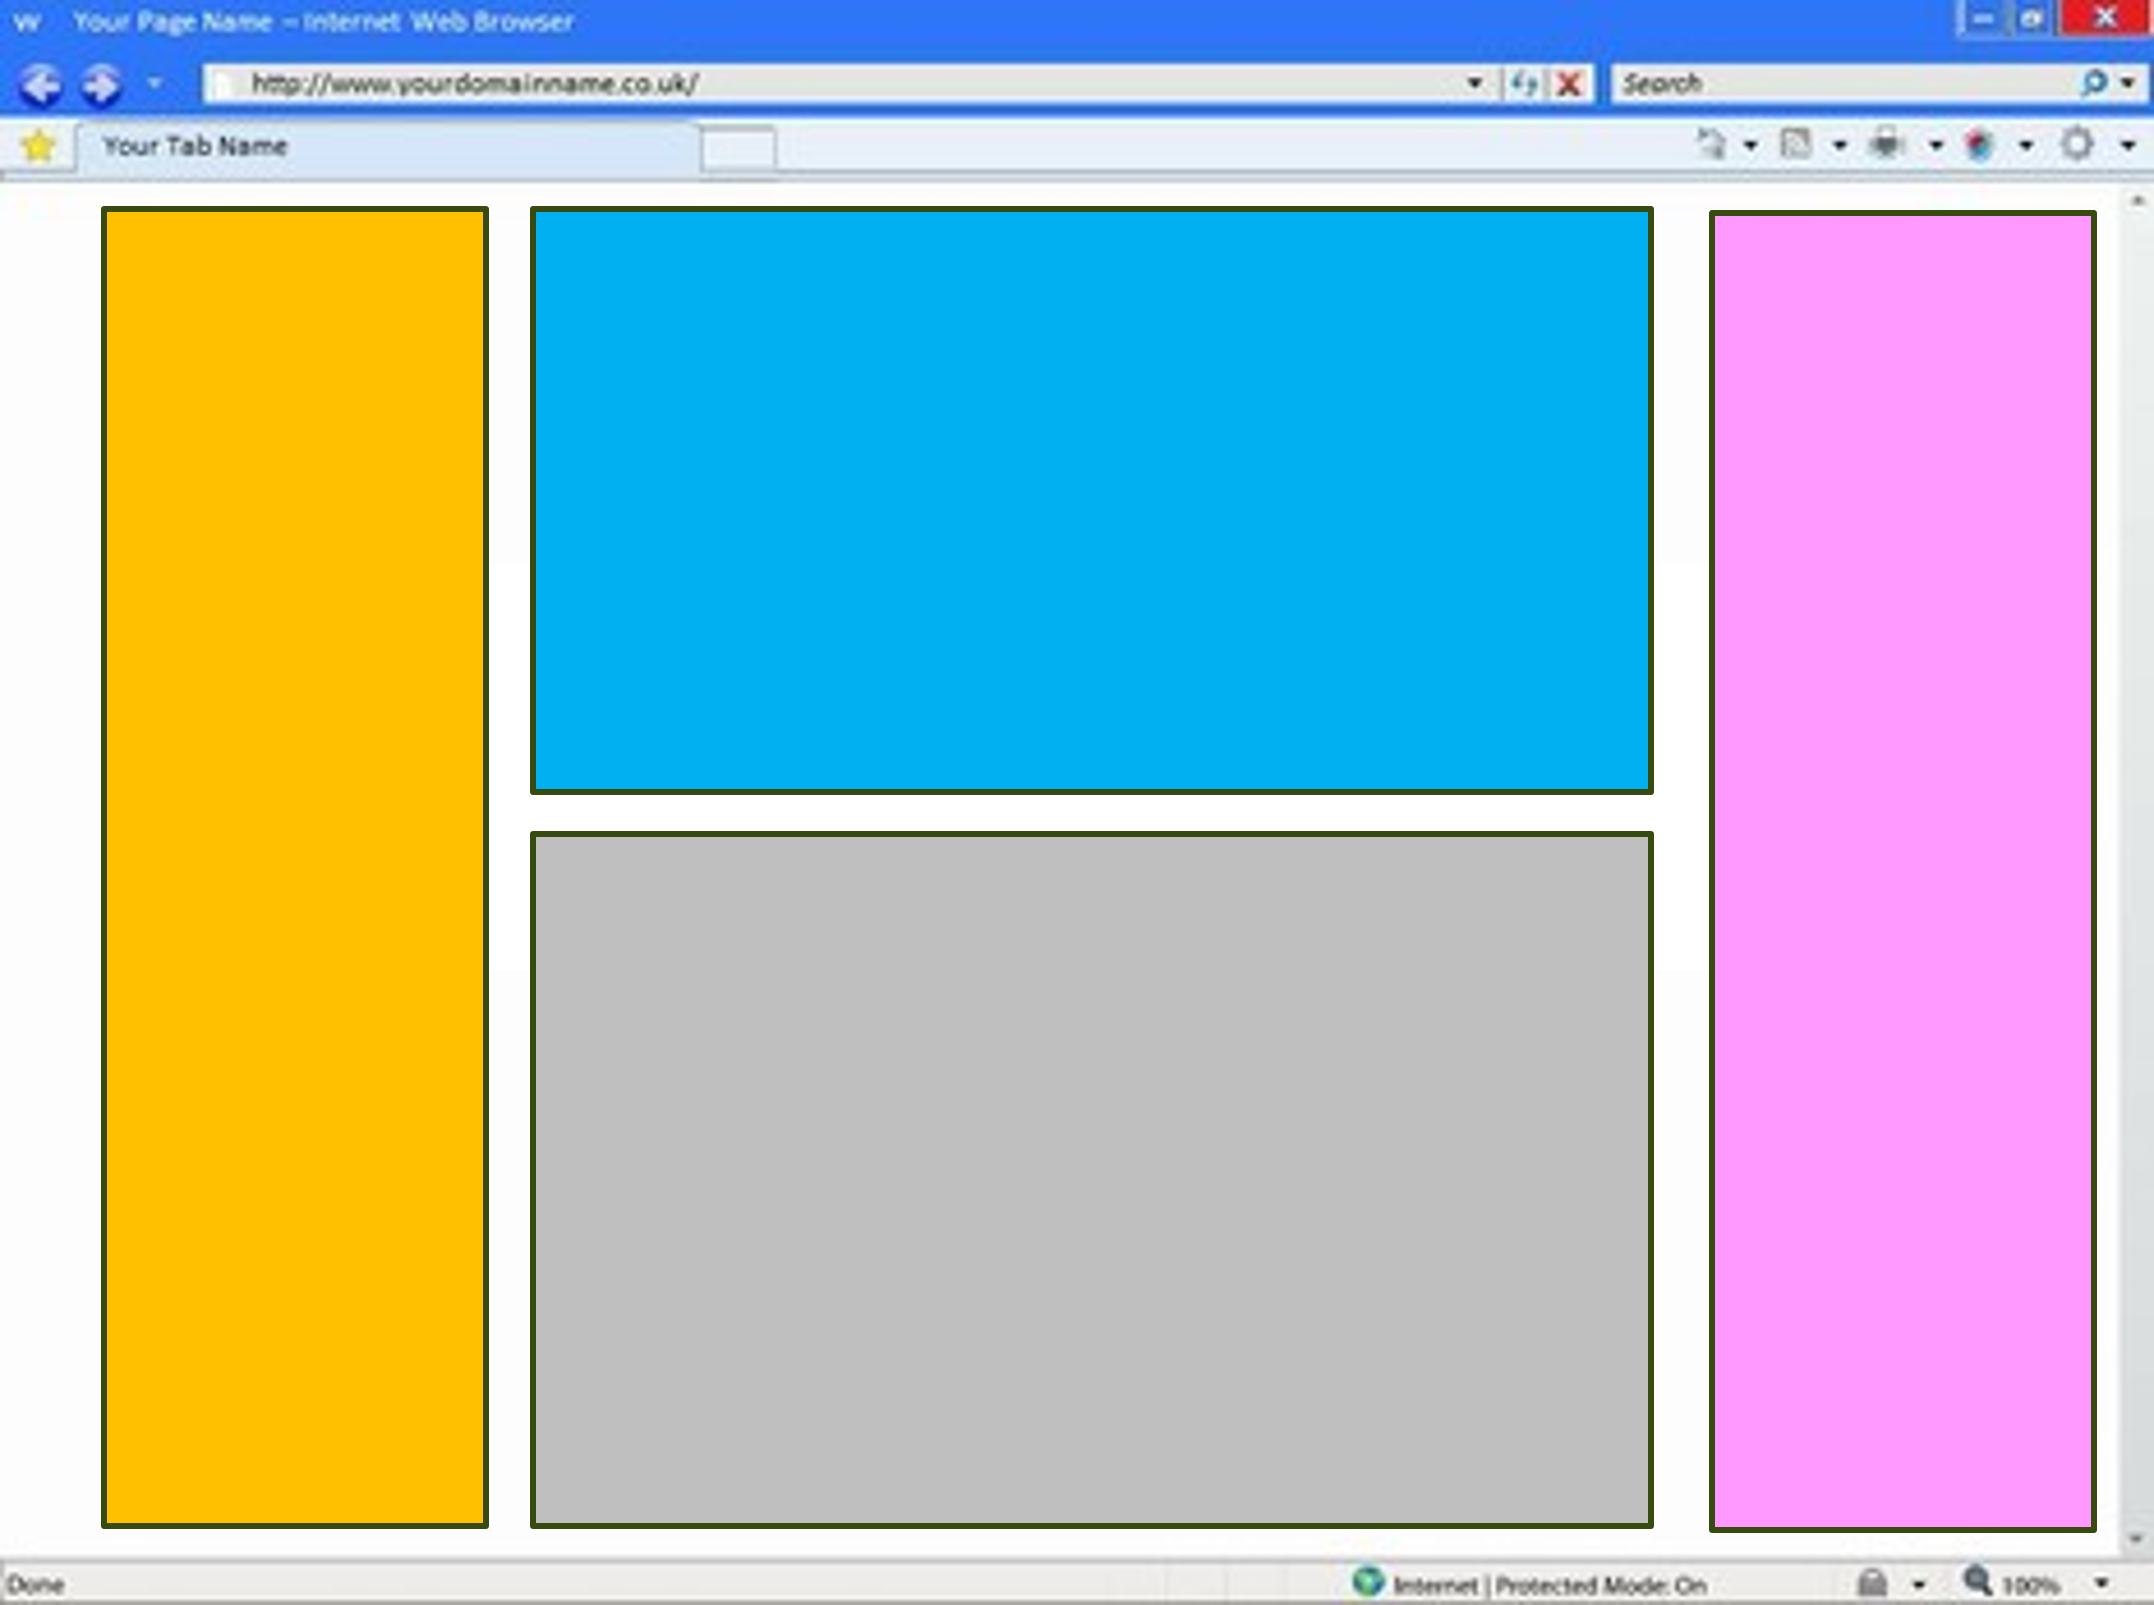 Your Page Name – Internet Web Browser
http://www.yourdomainname.co.uk/
Search
Your Tab Name
Done
Internet | Protected Mode: On
100%